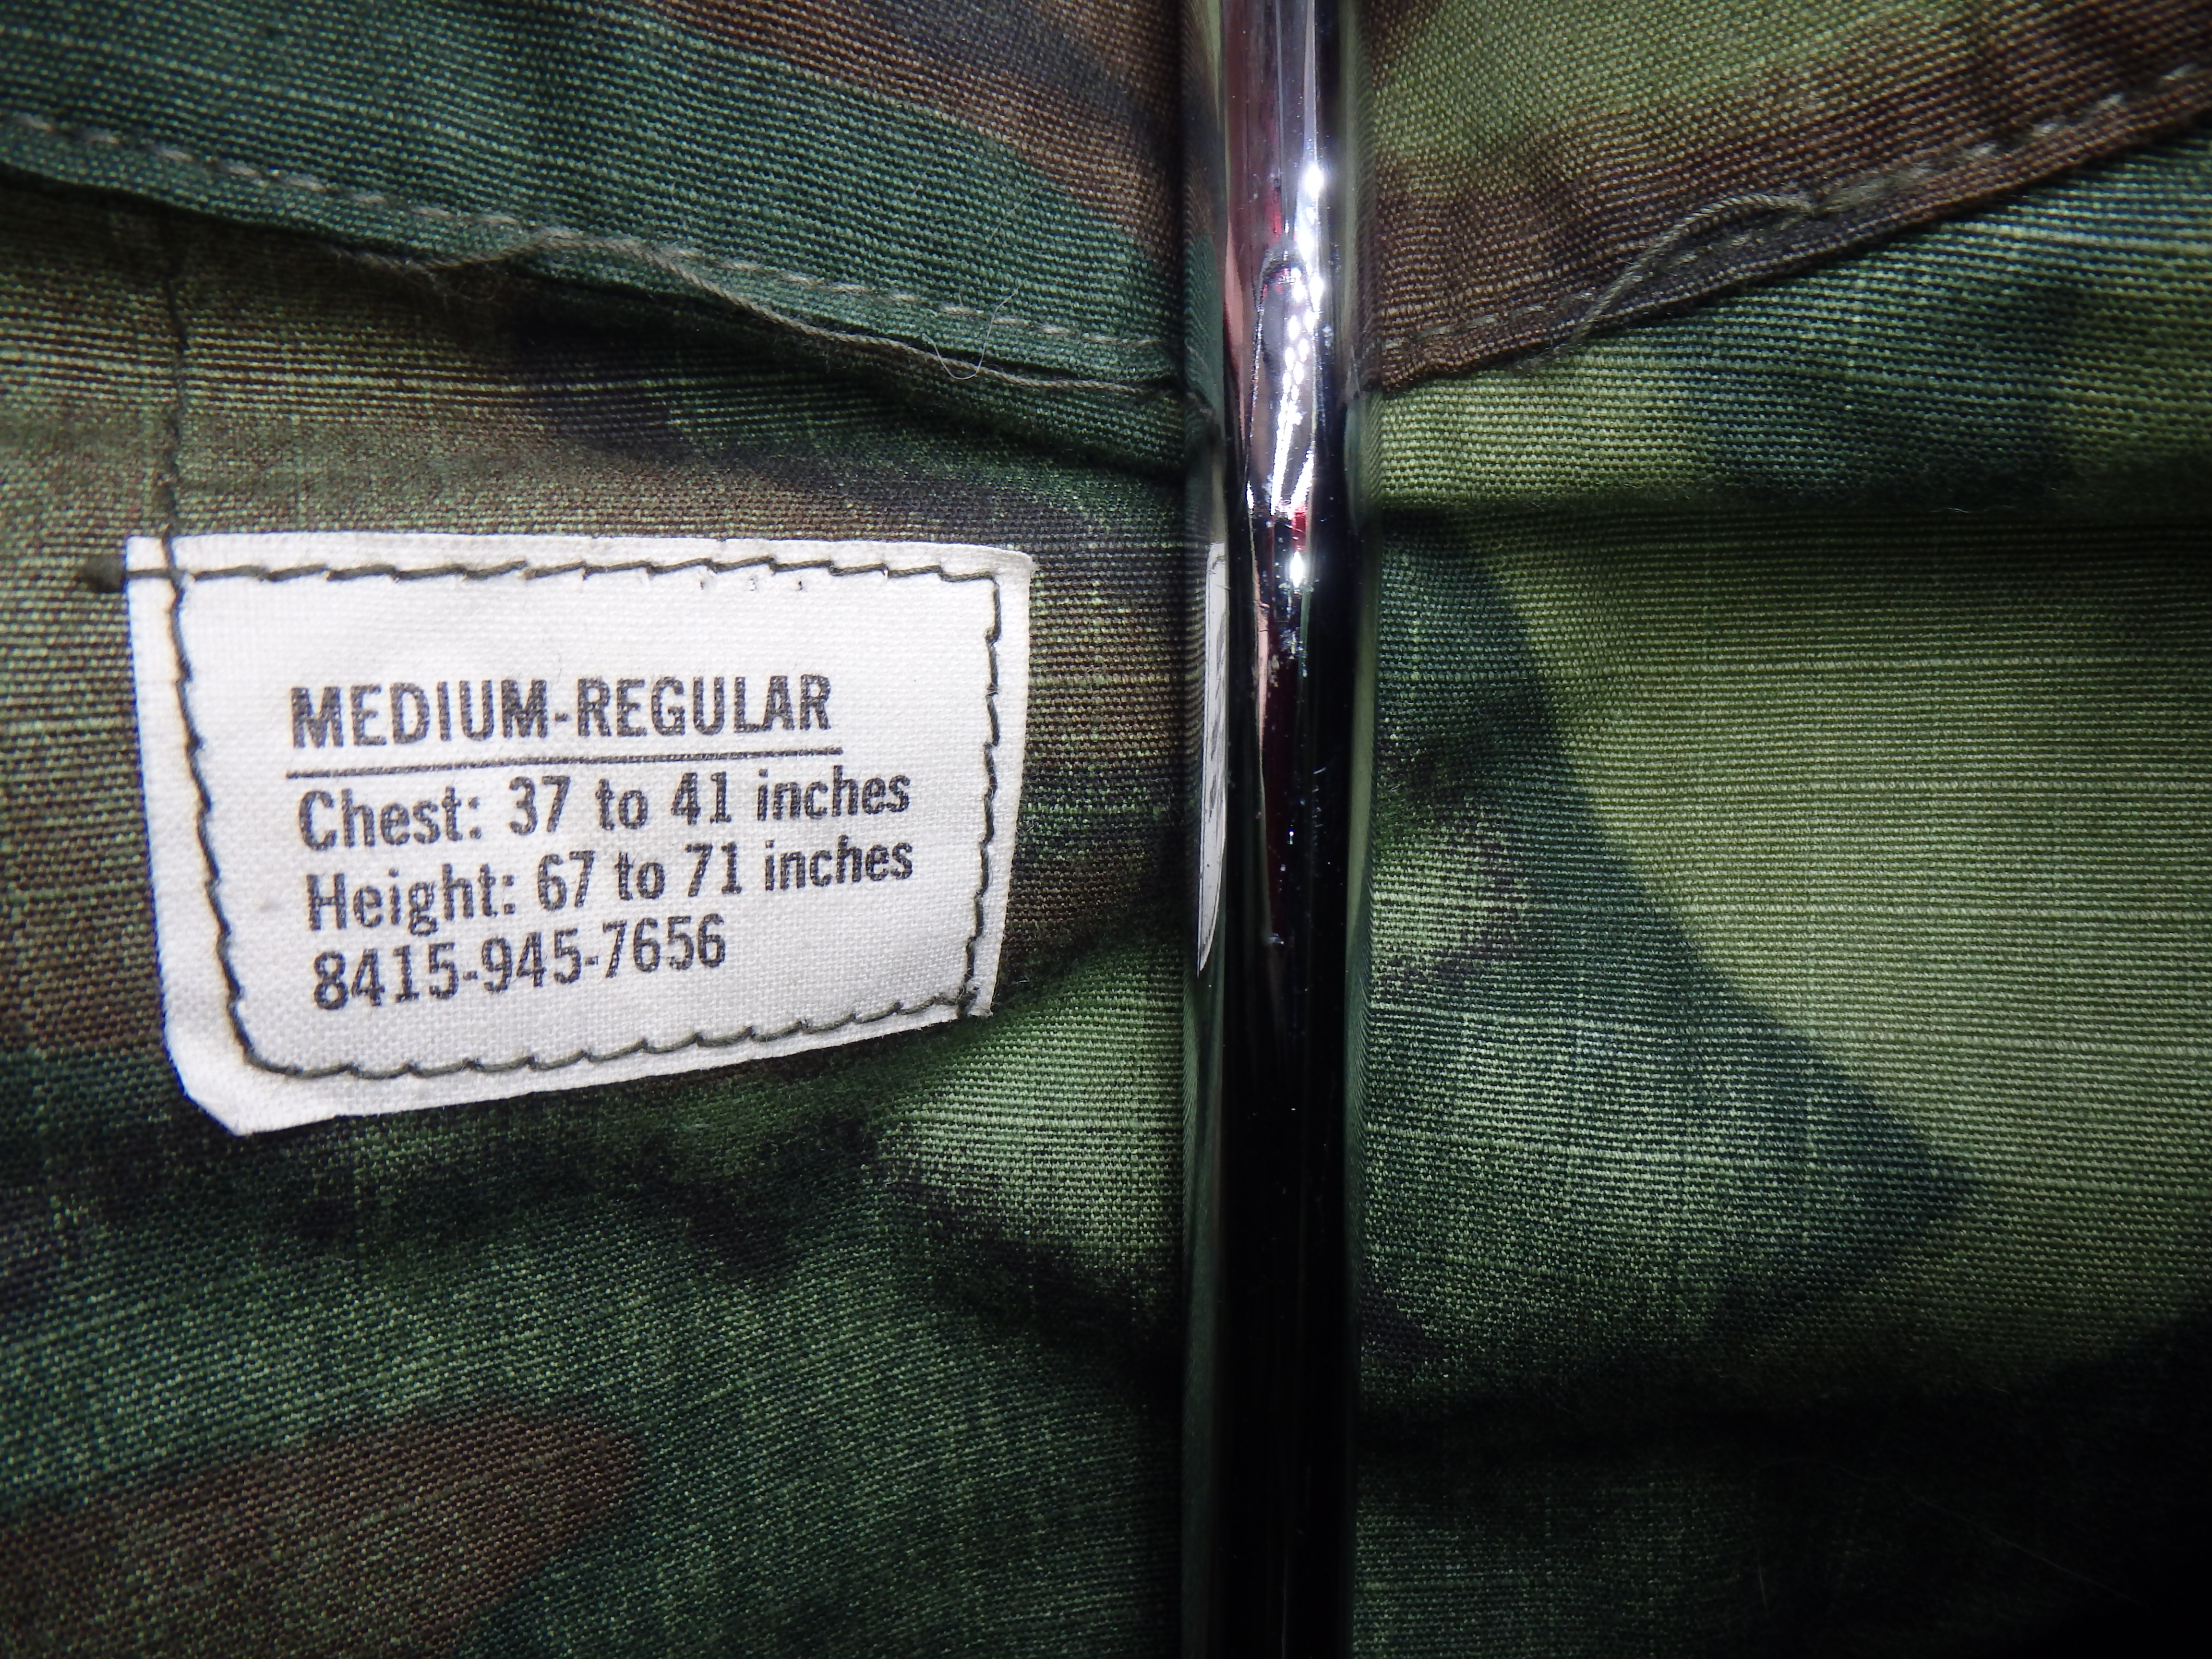 MEDIUM-REGULAR
Chest: 37 to 41 inches
Height: 67 to 71 inches
8415-945-7656